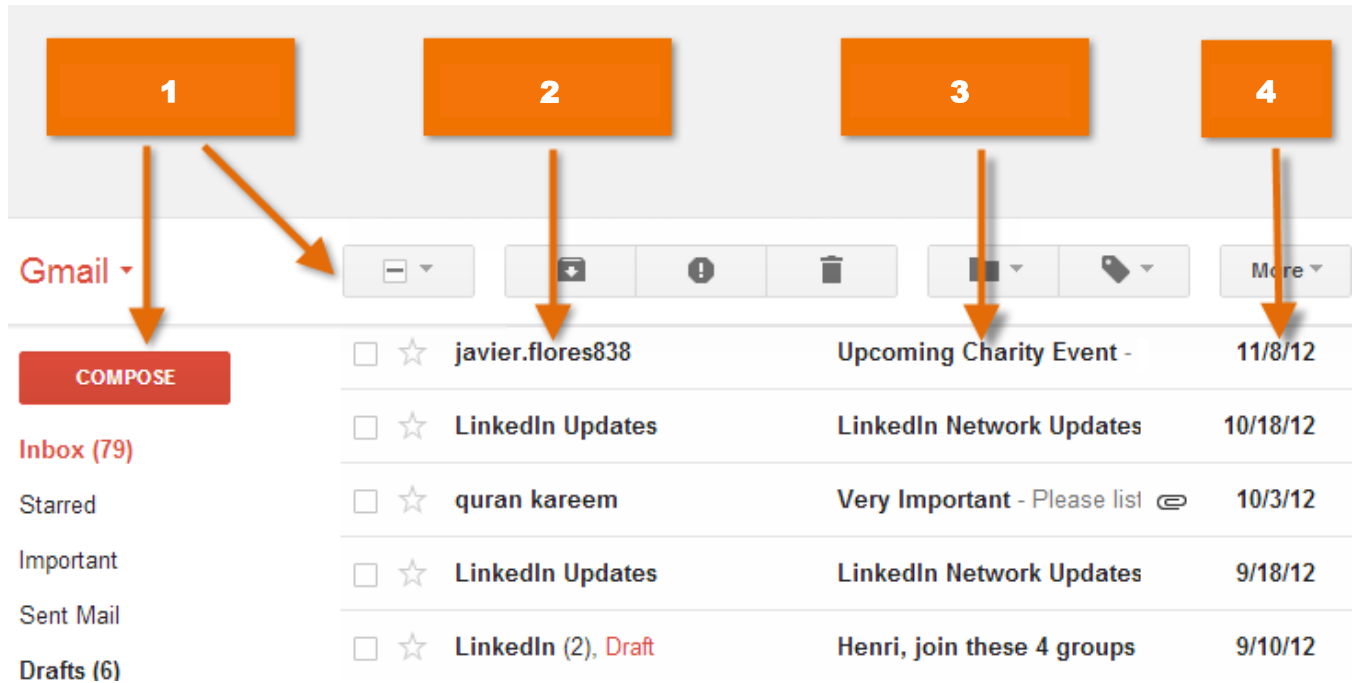 1 2 3 4
Gmail
More
COMPOSE
Inbox (79)
Starred
Important
Sent Mail
Drafts (6)
javier.flores838 Upcoming Charity Event - 11/8/12
LinkedIn Updates LinkedIn Network Updates 10/18/12
quran kareem Very Important - Please list 10/3/12
LinkedIn Updates LinkedIn Network Updates 9/18/12
LinkedIn (2), Draft Henri, join these 4 groups 9/10/12